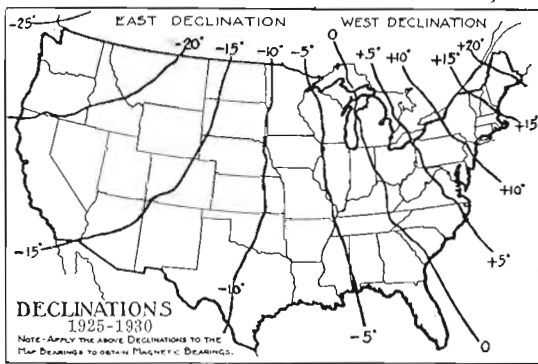 EAST DECLINATION WEST DECLINATION
-25° -20° -15° -10° -5° 0 +5° +10° +15° +20°
+15°
+10°
+5°
0
-5°
-10°
-15°
DECLINATIONS
1925-1930
NOTE - APPLY THE ABOVE DECLINATIONS TO THE
MAP BEARINGS TO OBTAIN MAGNETIC BEARINGS.